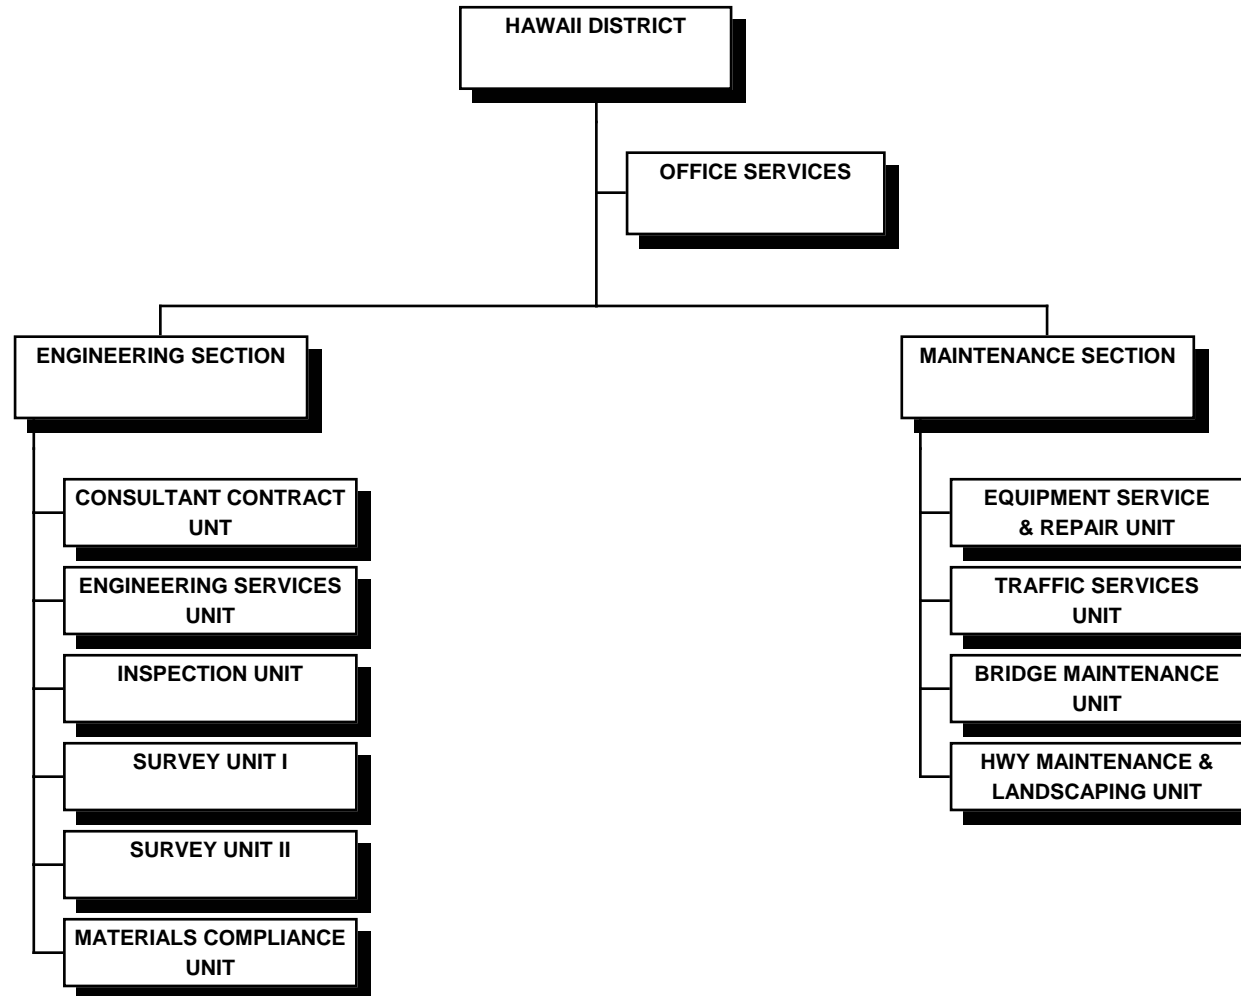 HAWAII DISTRICT
OFFICE SERVICES
ENGINEERING SECTION
MAINTENANCE SECTION
CONSULTANT CONTRACT
UNT
ENGINEERING SERVICES
UNIT
INSPECTION UNIT
SURVEY UNIT I
SURVEY UNIT II
MATERIALS COMPLIANCE
UNIT
EQUIPMENT SERVICE
& REPAIR UNIT
TRAFFIC SERVICES
UNIT
BRIDGE MAINTENANCE
UNIT
HWY MAINTENANCE &
LANDSCAPING UNIT